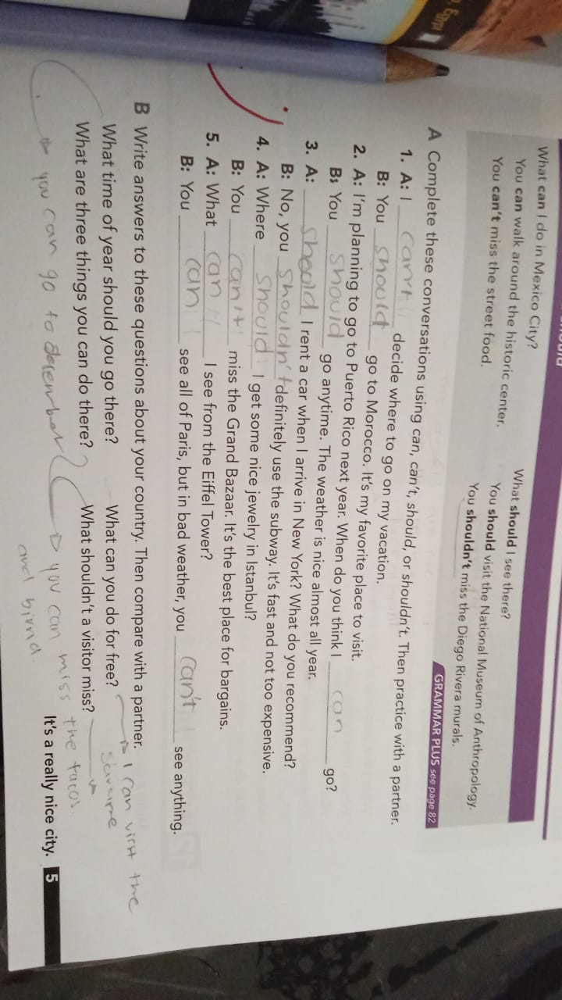 What can I do in Mexico City?
You can walk around the historic center.
You can't miss the street food.
What should I see there?
You should visit the National Museum of Anthropology.
You shouldn't miss the Diego Rivera murals.
GRAMMAR PLUS see page 82
A Complete these conversations using can, can't, should, or shouldn't. Then practice with a partner.
1. A: I can't decide where to go on my vacation.
B: You should go to Morocco. It's my favorite place to visit.
2. A: I'm planning to go to Puerto Rico next year. When do you think I can go?
B: You should go anytime. The weather is nice almost all year.
3. A: should I rent a car when I arrive in New York? What do you recommend?
B: No, you shouldn't definitely use the subway. It's fast and not too expensive.
4. A: Where should I get some nice jewelry in Istanbul?
B: You can't miss the Grand Bazaar. It's the best place for bargains.
5. A: What can I see from the Eiffel Tower?
B: You can see all of Paris, but in bad weather, you can't see anything.
B Write answers to these questions about your country. Then compare with a partner.
What time of year should you go there?
What can you do for free?
I can visit the
What are three things you can do there?
What shouldn't a visitor miss?
you can miss the tacos.
and birria
you can go to december
It's a really nice city. 5
Egypt